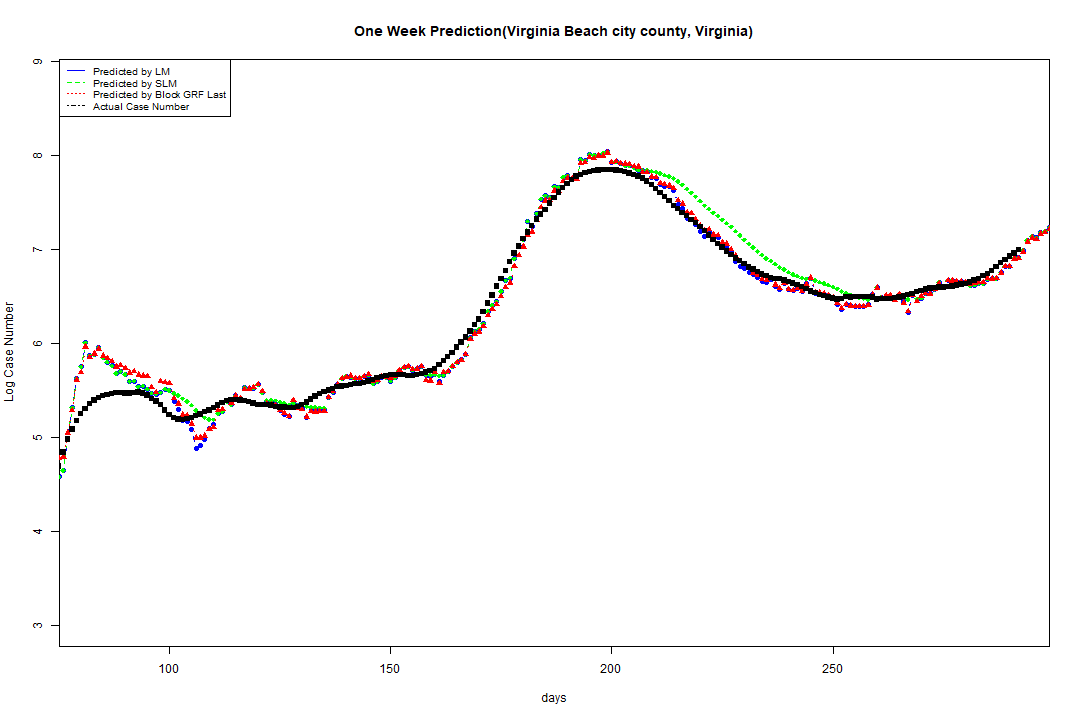 One Week Prediction(Virginia Beach city county, Virginia)
Predicted by LM
Predicted by SLM
Predicted by Block GRF Last
Actual Case Number
9
8
7
6
5
4
3
Log Case Number
100 150 200 250
days